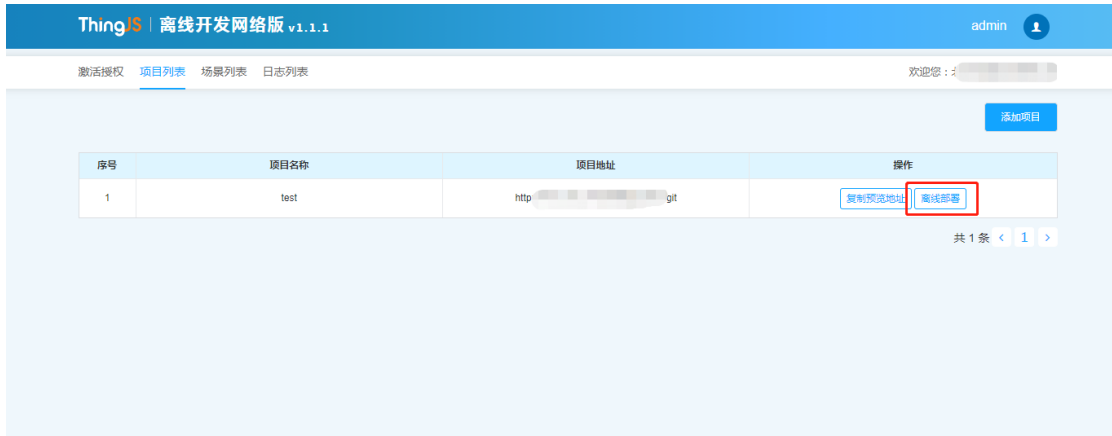 ThingJS | 离线开发网络版 v1.1.1 admin
激活授权 项目列表 场景列表 日志列表 欢迎您：
添加项目
序号 项目名称 项目地址 操作
1 test http git 复制预览地址 离线部署
共 1 条 < 1 >